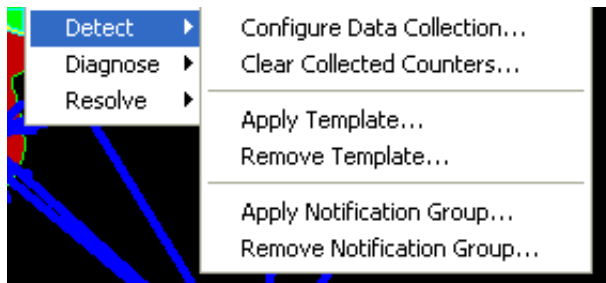 Detect
Diagnose
Resolve
Configure Data Collection...
Clear Collected Counters...
Apply Template...
Remove Template...
Apply Notification Group...
Remove Notification Group...